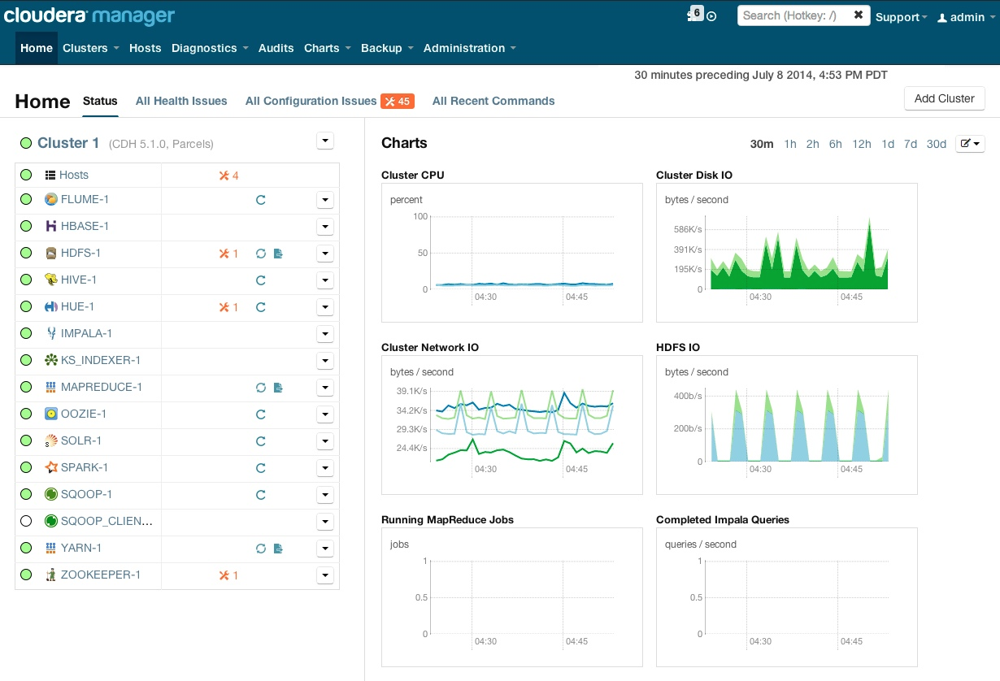 cloudera manager
6
Search (Hotkey: /)
Support
admin
Home Clusters Hosts Diagnostics Audits Charts Backup Administration
30 minutes preceding July 8 2014, 4:53 PM PDT
Home Status All Health Issues All Configuration Issues 45 All Recent Commands
Add Cluster
Cluster 1 (CDH 5.1.0, Parcels)
Hosts 4
FLUME-1
HBASE-1
HDFS-1 1
HIVE-1
HUE-1 1
IMPALA-1
KS_INDEXER-1
MAPREDUCE-1
OOZIE-1
SOLR-1
SPARK-1
SQOOP-1
SQOOP_CLIEN...
YARN-1
ZOOKEEPER-1 1
Charts
30m 1h 2h 6h 12h 1d 7d 30d
Cluster CPU
percent
100
50
0
04:30 04:45
Cluster Disk IO
bytes / second
586K/s
391K/s
195K/s
0
04:30 04:45
Cluster Network IO
bytes / second
39.1K/s
34.2K/s
29.3K/s
24.4K/s
04:30 04:45
HDFS IO
bytes / second
400b/s
200b/s
0
04:30 04:45
Running MapReduce Jobs
jobs
1
0.5
0
04:30 04:45
Completed Impala Queries
queries / second
1
0.5
0
04:30 04:45